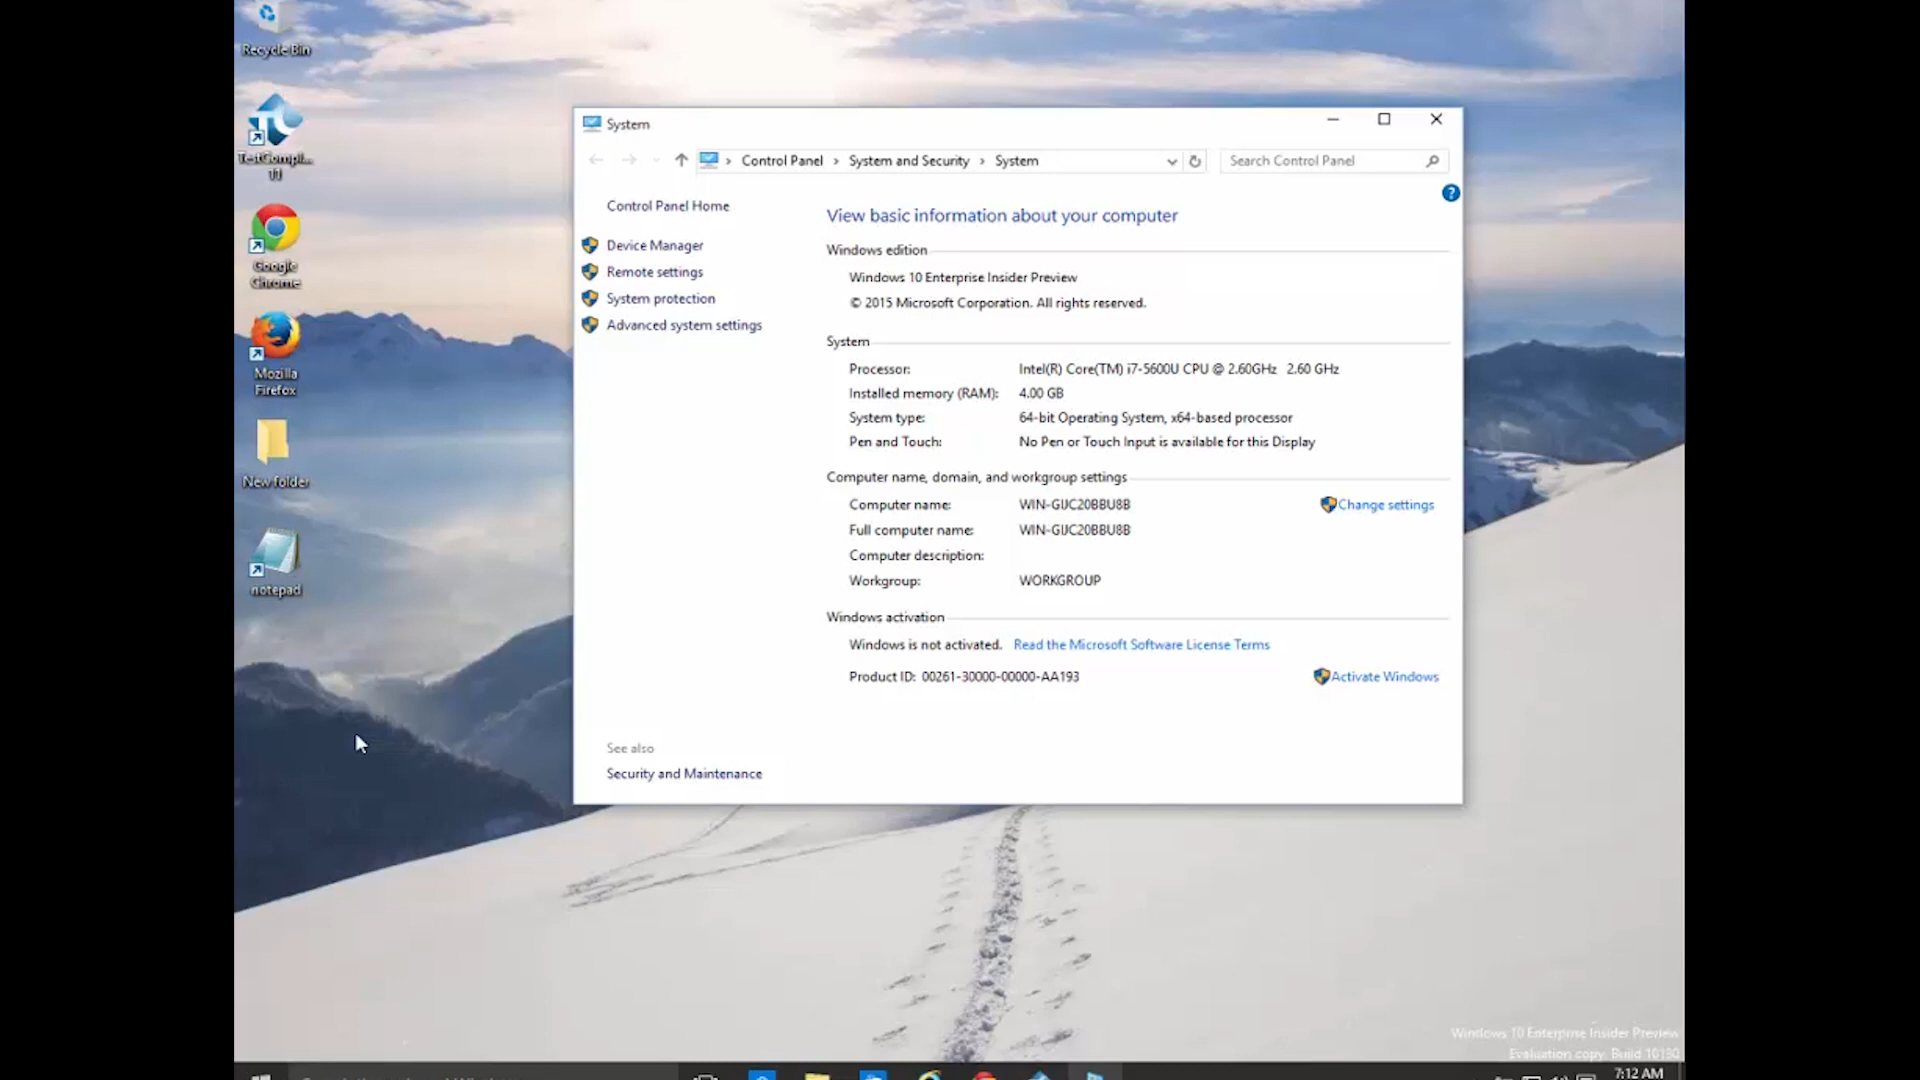 Recycle Bin
TestCompl...
11
Google
Chrome
Mozilla
Firefox
New folder
notepad
System
Control Panel › System and Security › System
Search Control Panel
?
Control Panel Home
Device Manager
Remote settings
System protection
Advanced system settings
See also
Security and Maintenance
View basic information about your computer
Windows edition
Windows 10 Enterprise Insider Preview
© 2015 Microsoft Corporation. All rights reserved.
System
Processor: Intel(R) Core(TM) i7-5600U CPU @ 2.60GHz 2.60 GHz
Installed memory (RAM): 4.00 GB
System type: 64-bit Operating System, x64-based processor
Pen and Touch: No Pen or Touch Input is available for this Display
Computer name, domain, and workgroup settings
Computer name: WIN-GIJC20BBU8B Change settings
Full computer name: WIN-GIJC20BBU8B
Computer description:
Workgroup: WORKGROUP
Windows activation
Windows is not activated. Read the Microsoft Software License Terms
Product ID: 00261-30000-00000-AA193 Activate Windows
Windows 10 Enterprise Insider Preview
Evaluation copy. Build 10130
7:12 AM